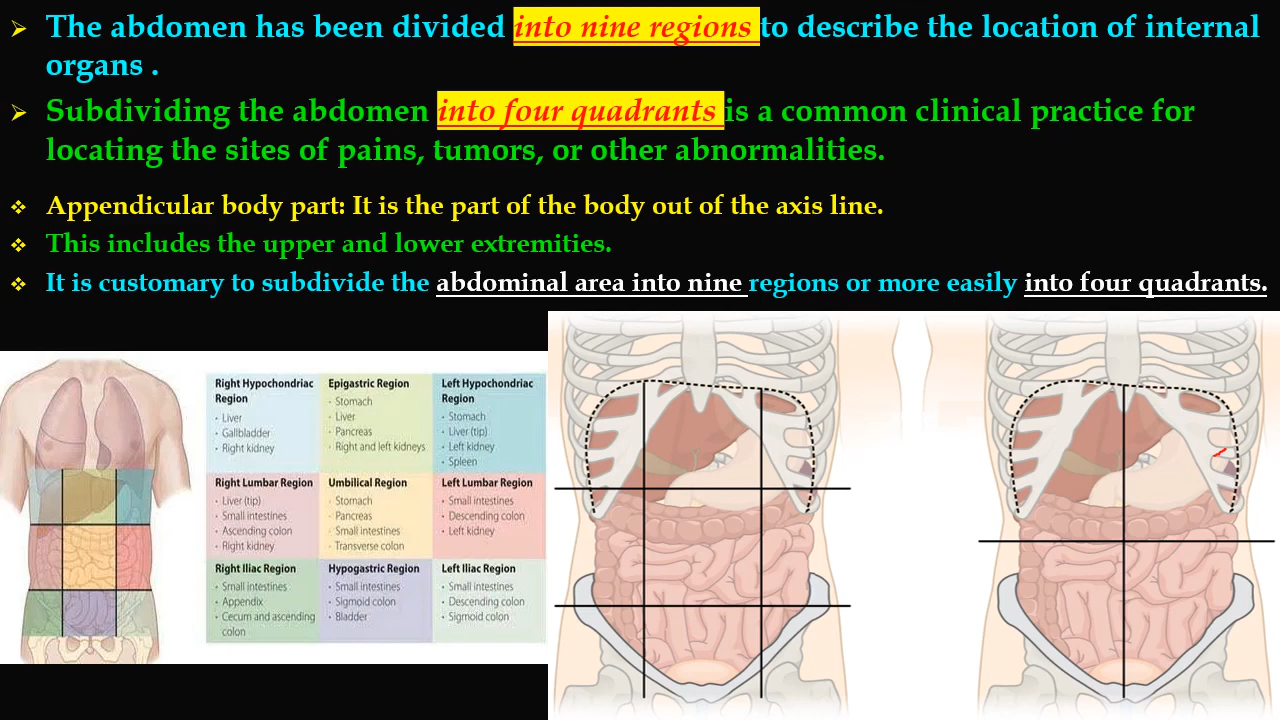 The abdomen has been divided into nine regions to describe the location of internal
organs .
Subdividing the abdomen into four quadrants is a common clinical practice for
locating the sites of pains, tumors, or other abnormalities.
Appendicular body part: It is the part of the body out of the axis line.
This includes the upper and lower extremities.
It is customary to subdivide the abdominal area into nine regions or more easily into four quadrants.
Right Hypochondriac
Region
• Liver
• Gallbladder
• Right kidney
Epigastric Region
• Stomach
• Liver
• Pancreas
• Right and left kidneys
Left Hypochondriac
Region
• Stomach
• Liver (tip)
• Left kidney
• Spleen
Right Lumbar Region
• Liver (tip)
• Small intestines
• Ascending colon
• Right kidney
Umbilical Region
• Stomach
• Pancreas
• Small intestines
• Transverse colon
Left Lumbar Region
• Small intestines
• Descending colon
• Left kidney
Right Iliac Region
• Small intestines
• Appendix
• Cecum and ascending
colon
Hypogastric Region
• Small intestines
• Sigmoid colon
• Bladder
Left Iliac Region
• Small intestines
• Descending colon
• Sigmoid colon